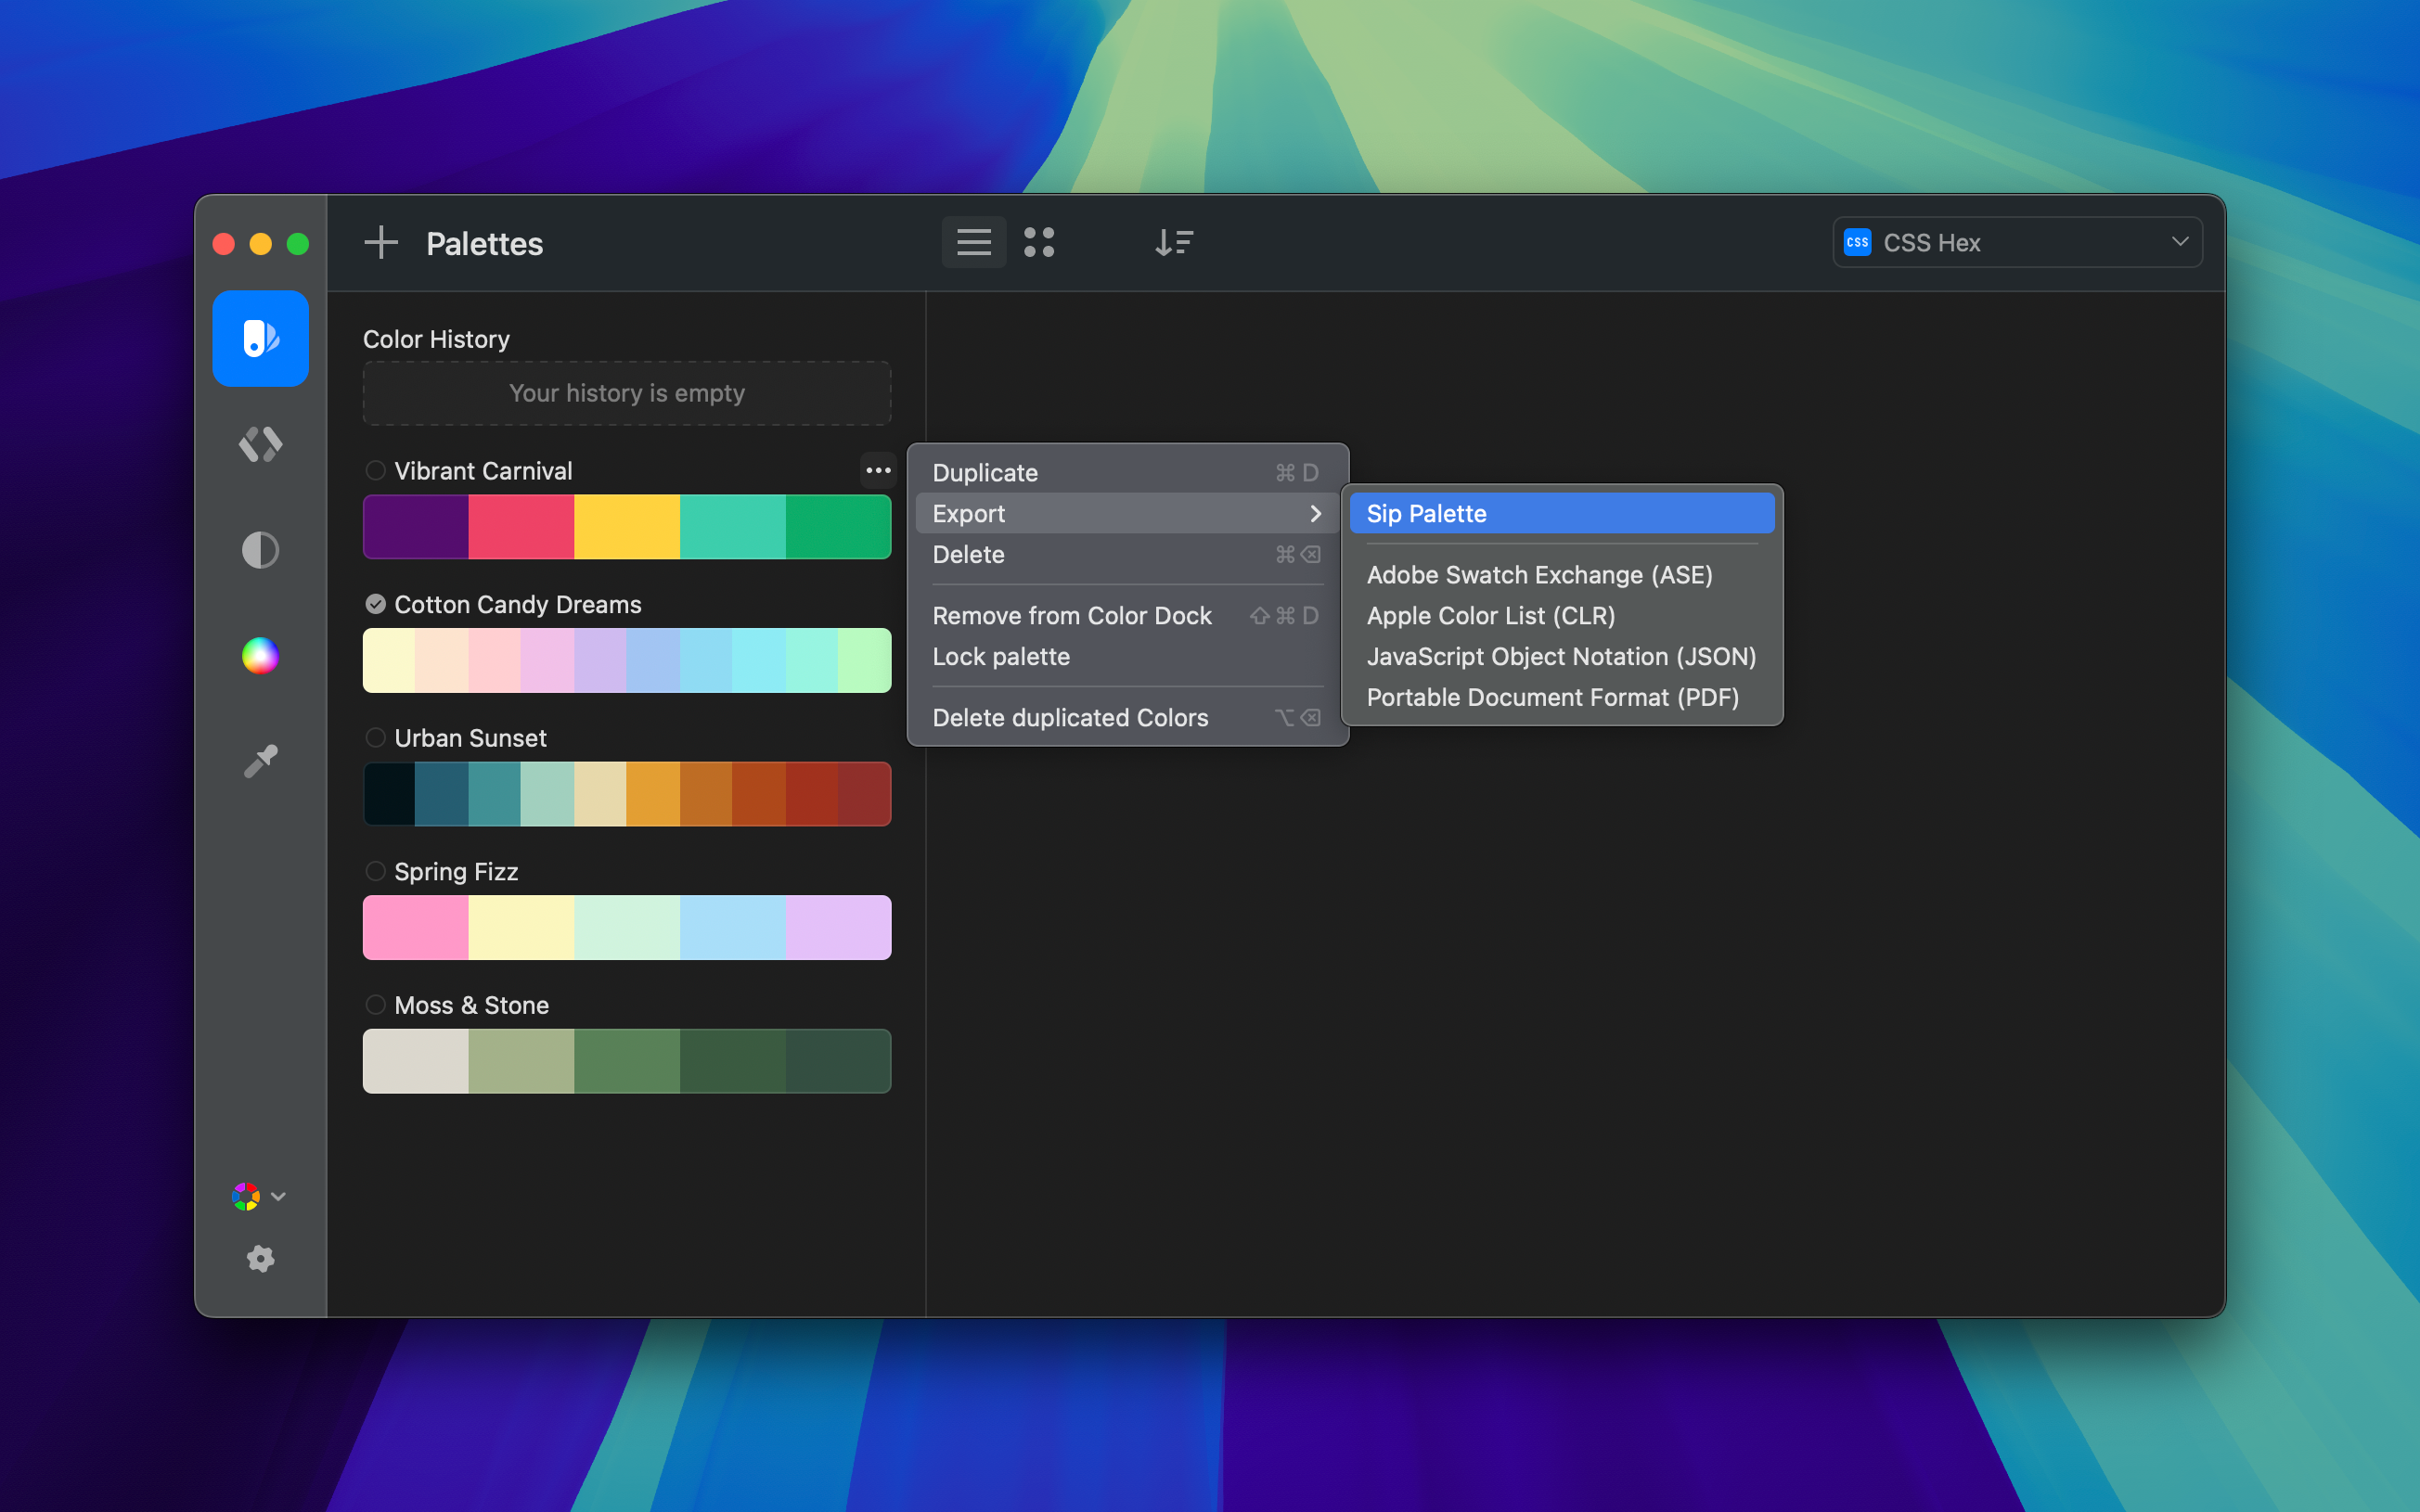 Palettes
CSS CSS Hex
Color History
Your history is empty
Vibrant Carnival
Cotton Candy Dreams
Urban Sunset
Spring Fizz
Moss & Stone
Duplicate ⌘ D
Export
Delete ⌘⌫
Remove from Color Dock ⇧⌘ D
Lock palette
Delete duplicated Colors ⌥⌫
Sip Palette
Adobe Swatch Exchange (ASE)
Apple Color List (CLR)
JavaScript Object Notation (JSON)
Portable Document Format (PDF)